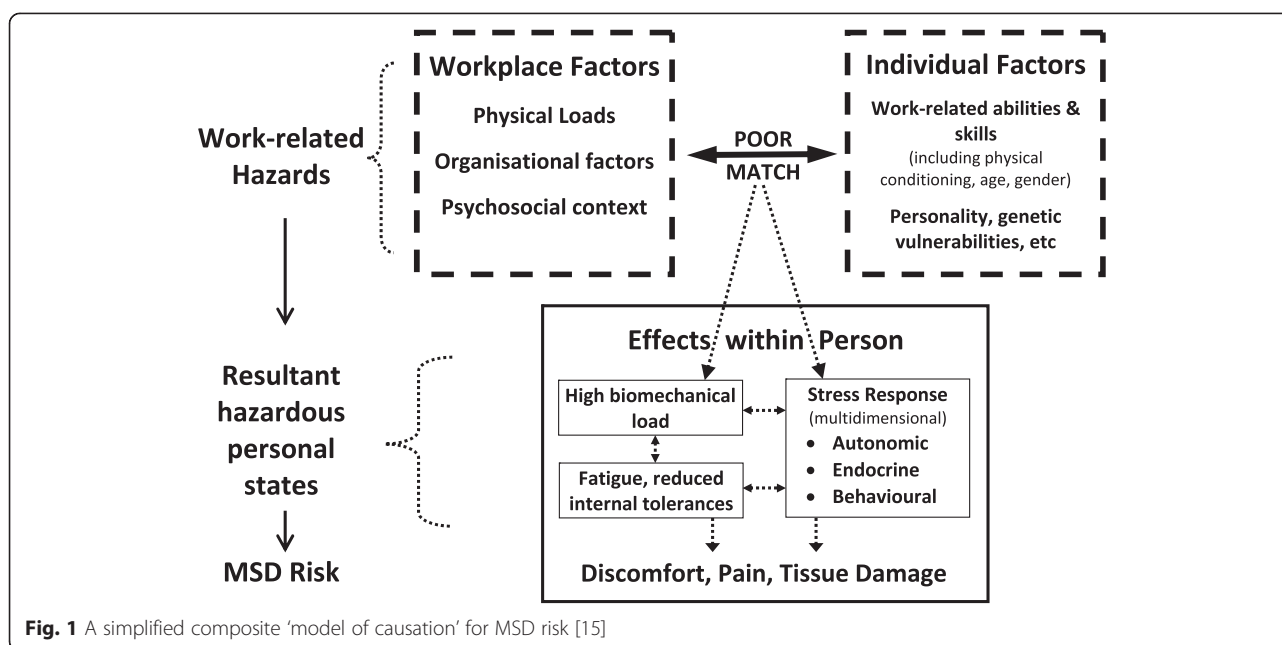 Work-related
Hazards
Resultant
hazardous
personal
states
MSD Risk
Workplace Factors
Physical Loads
Organisational factors
Psychosocial context
POOR
MATCH
Individual Factors
Work-related abilities &
skills
(including physical
conditioning, age, gender)
Personality, genetic
vulnerabilities, etc
Effects within Person
High biomechanical
load
Fatigue, reduced
internal tolerances
Stress Response
(multidimensional)
• Autonomic
• Endocrine
• Behavioural
Discomfort, Pain, Tissue Damage
Fig. 1 A simplified composite ‘model of causation’ for MSD risk [15]